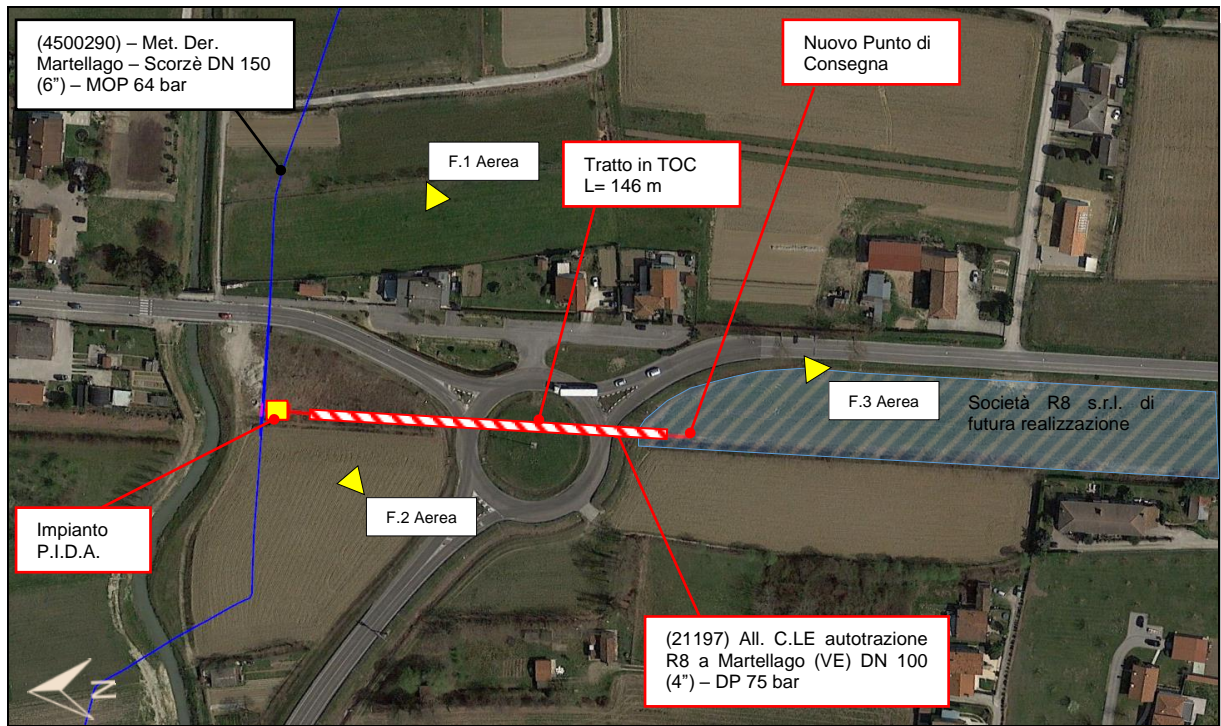 (4500290) – Met. Der.
Martellago – Scorzè DN 150
(6”) – MOP 64 bar
Nuovo Punto di
Consegna
F.1 Aerea
Tratto in TOC
L= 146 m
F.3 Aerea
Società R8 s.r.l. di
futura realizzazione
Impianto
P.I.D.A.
F.2 Aerea
(21197) All. C.LE autotrazione
R8 a Martellago (VE) DN 100
(4”) – DP 75 bar
N